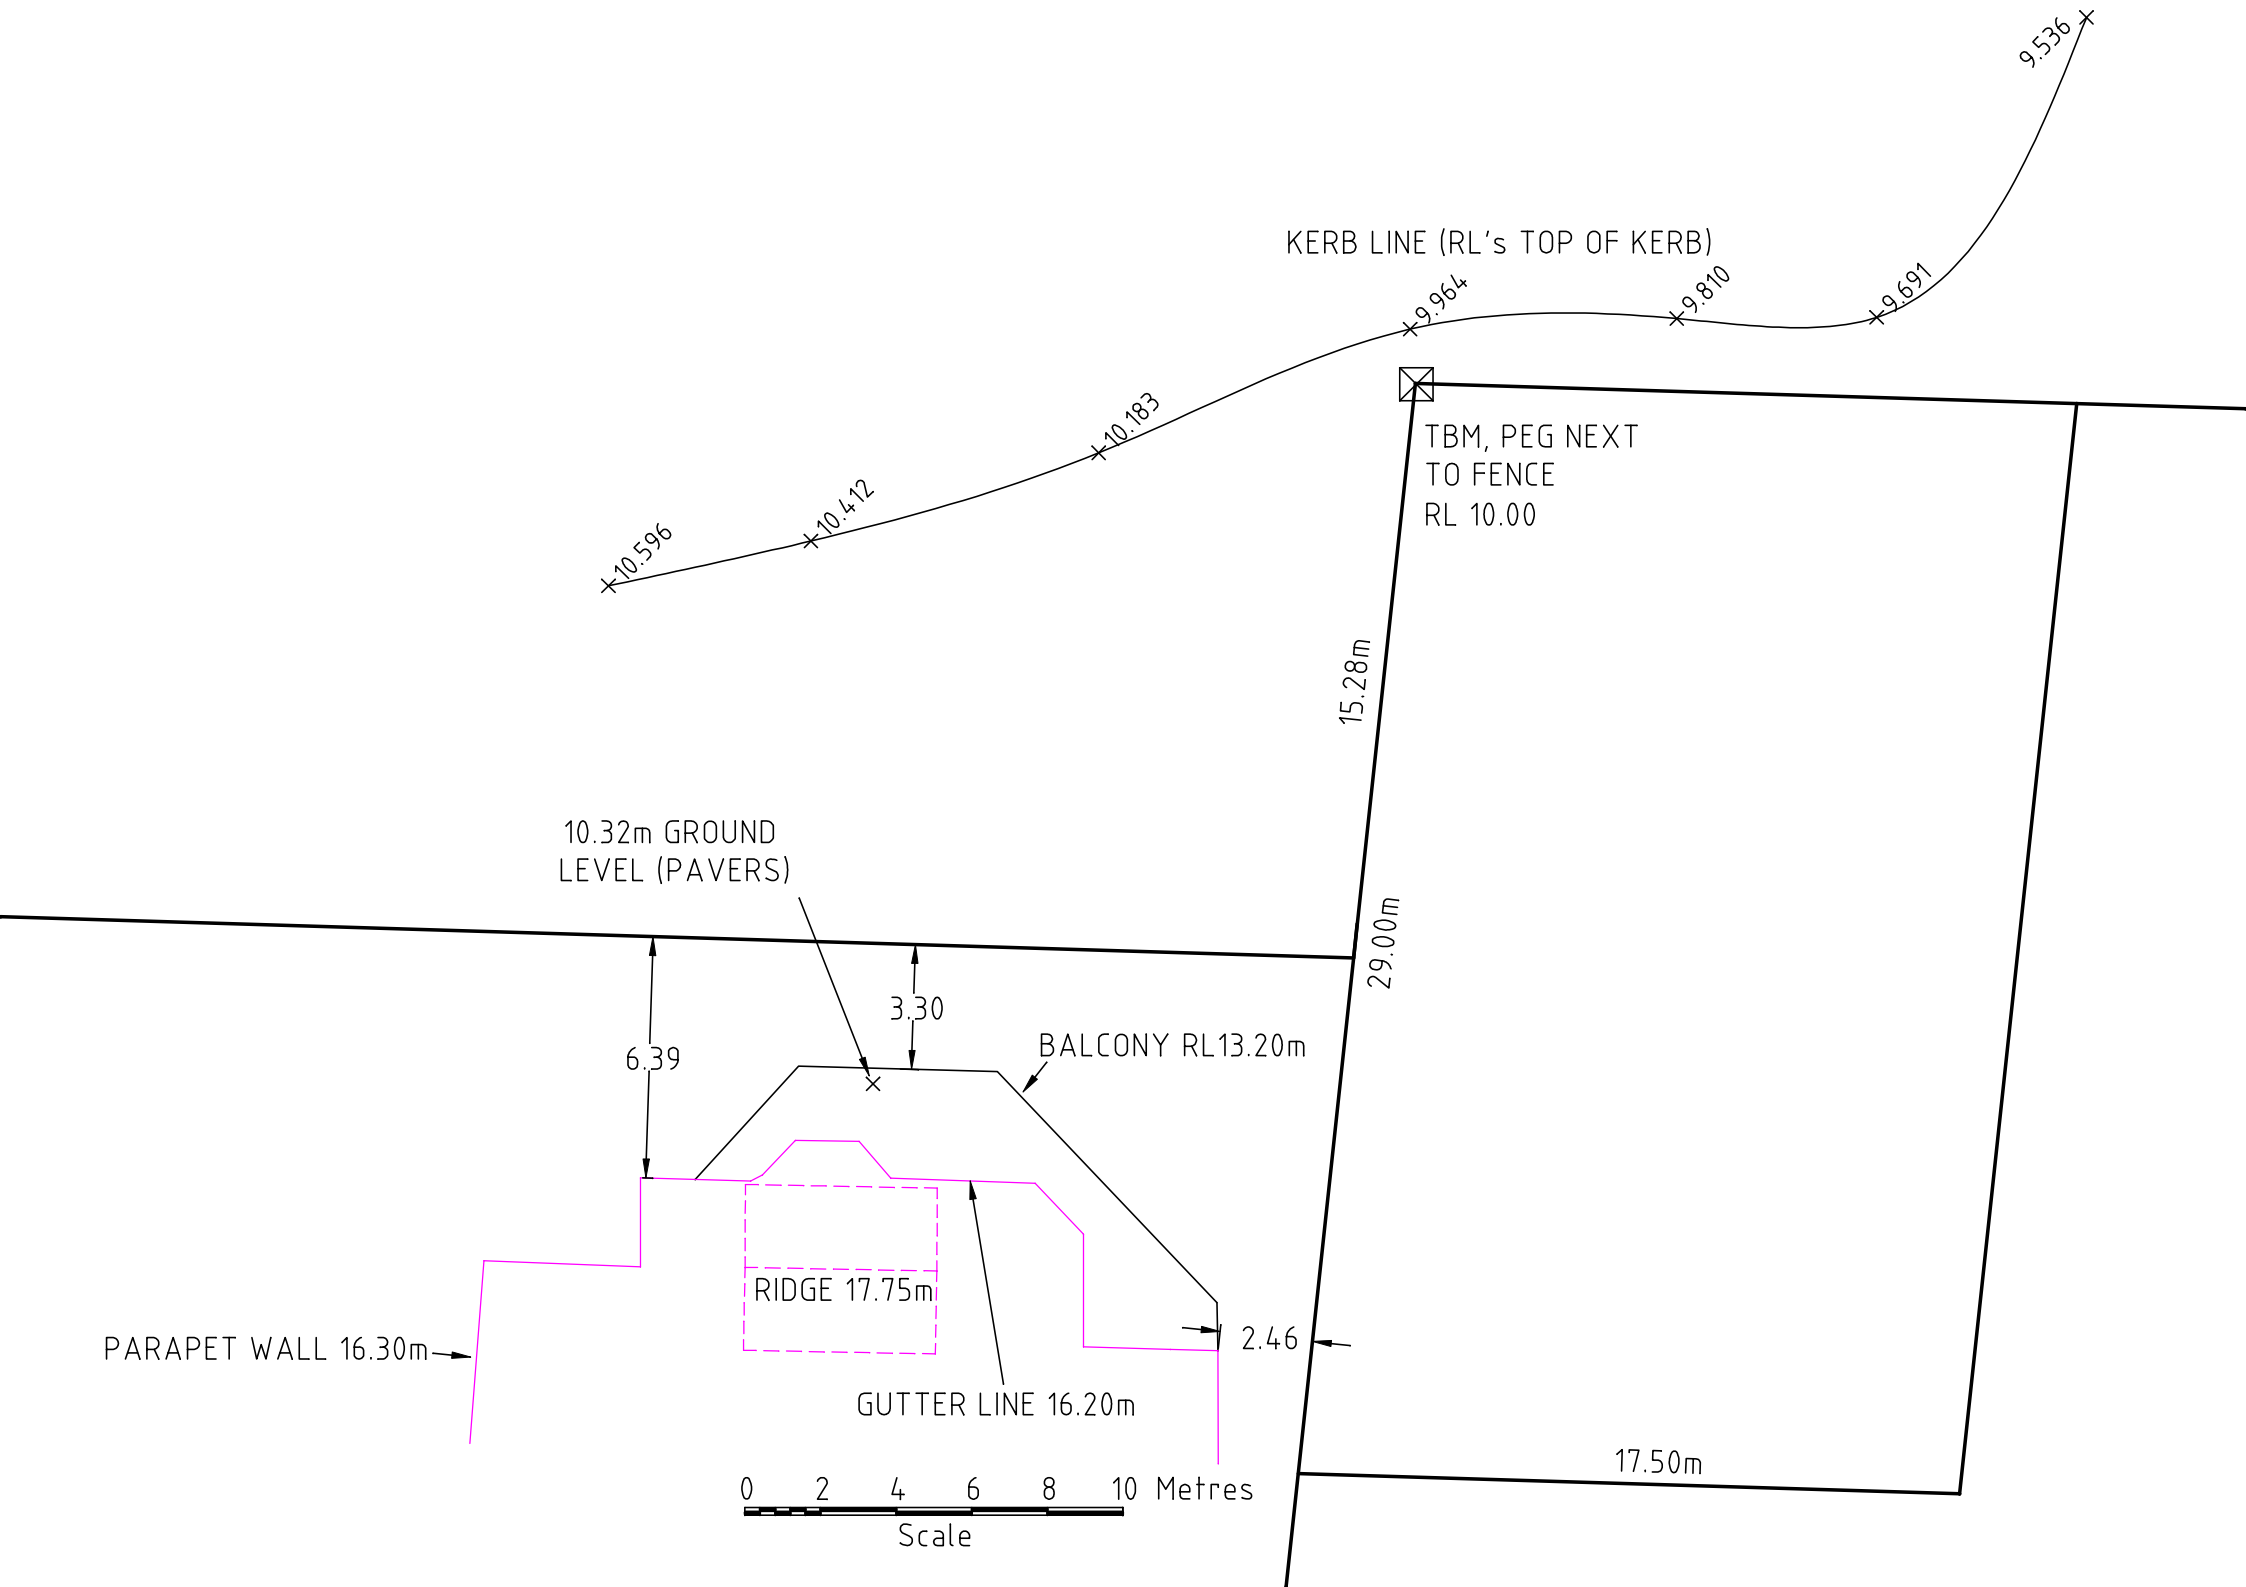 9.536
KERB LINE (RL's TOP OF KERB)
9.964
9.810
9.691
10.183
10.412
10.596
TBM, PEG NEXT
TO FENCE
RL 10.00
15.28m
10.32m GROUND
LEVEL (PAVERS)
29.00m
3.30
6.39
BALCONY RL13.20m
RIDGE 17.75m
PARAPET WALL 16.30m
2.46
GUTTER LINE 16.20m
17.50m
0 2 4 6 8 10 Metres
Scale